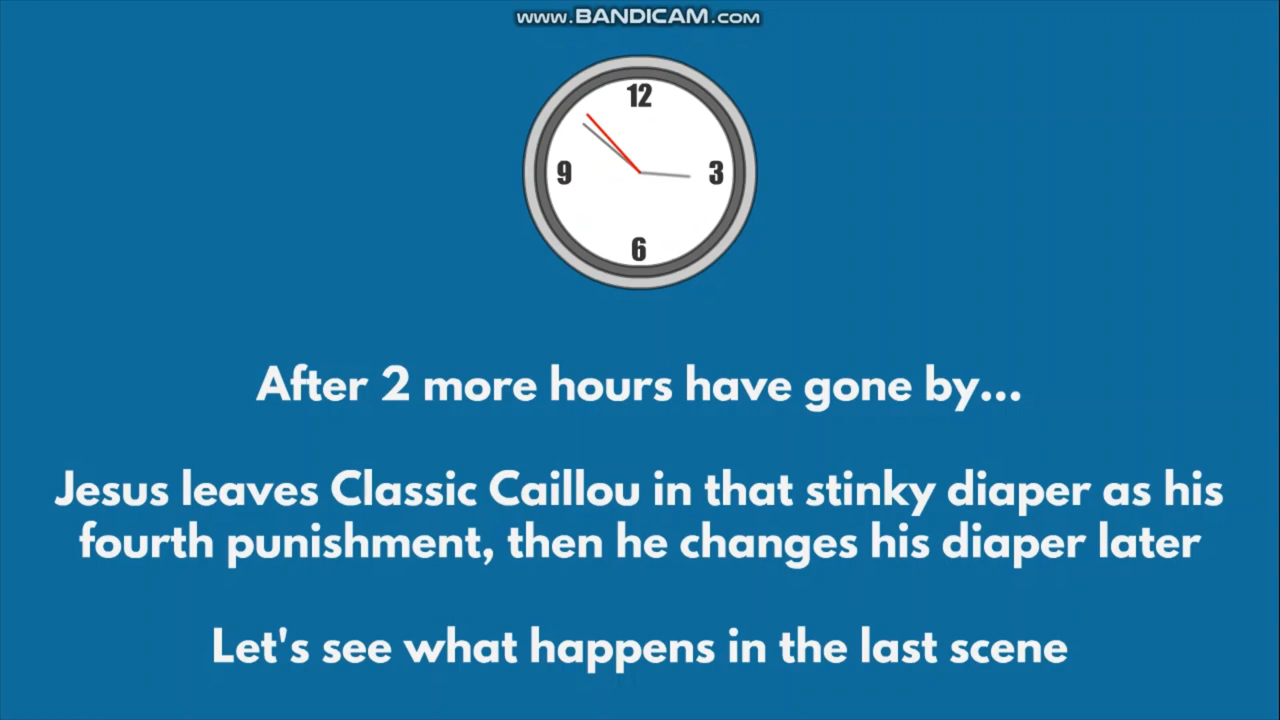 www.BANDICAM.com
12
9 3
6
After 2 more hours have gone by...
Jesus leaves Classic Caillou in that stinky diaper as his
fourth punishment, then he changes his diaper later
Let's see what happens in the last scene